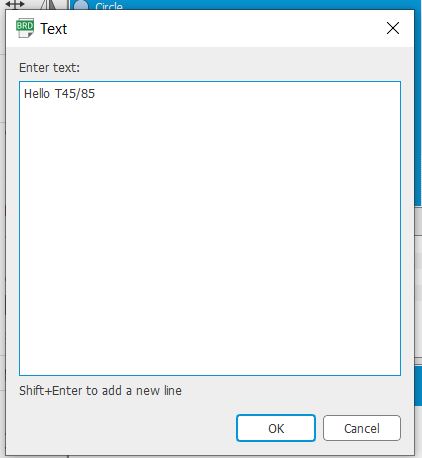 Circle
BRD
Text
Enter text:
Hello T45/85
Shift+Enter to add a new line
OK
Cancel